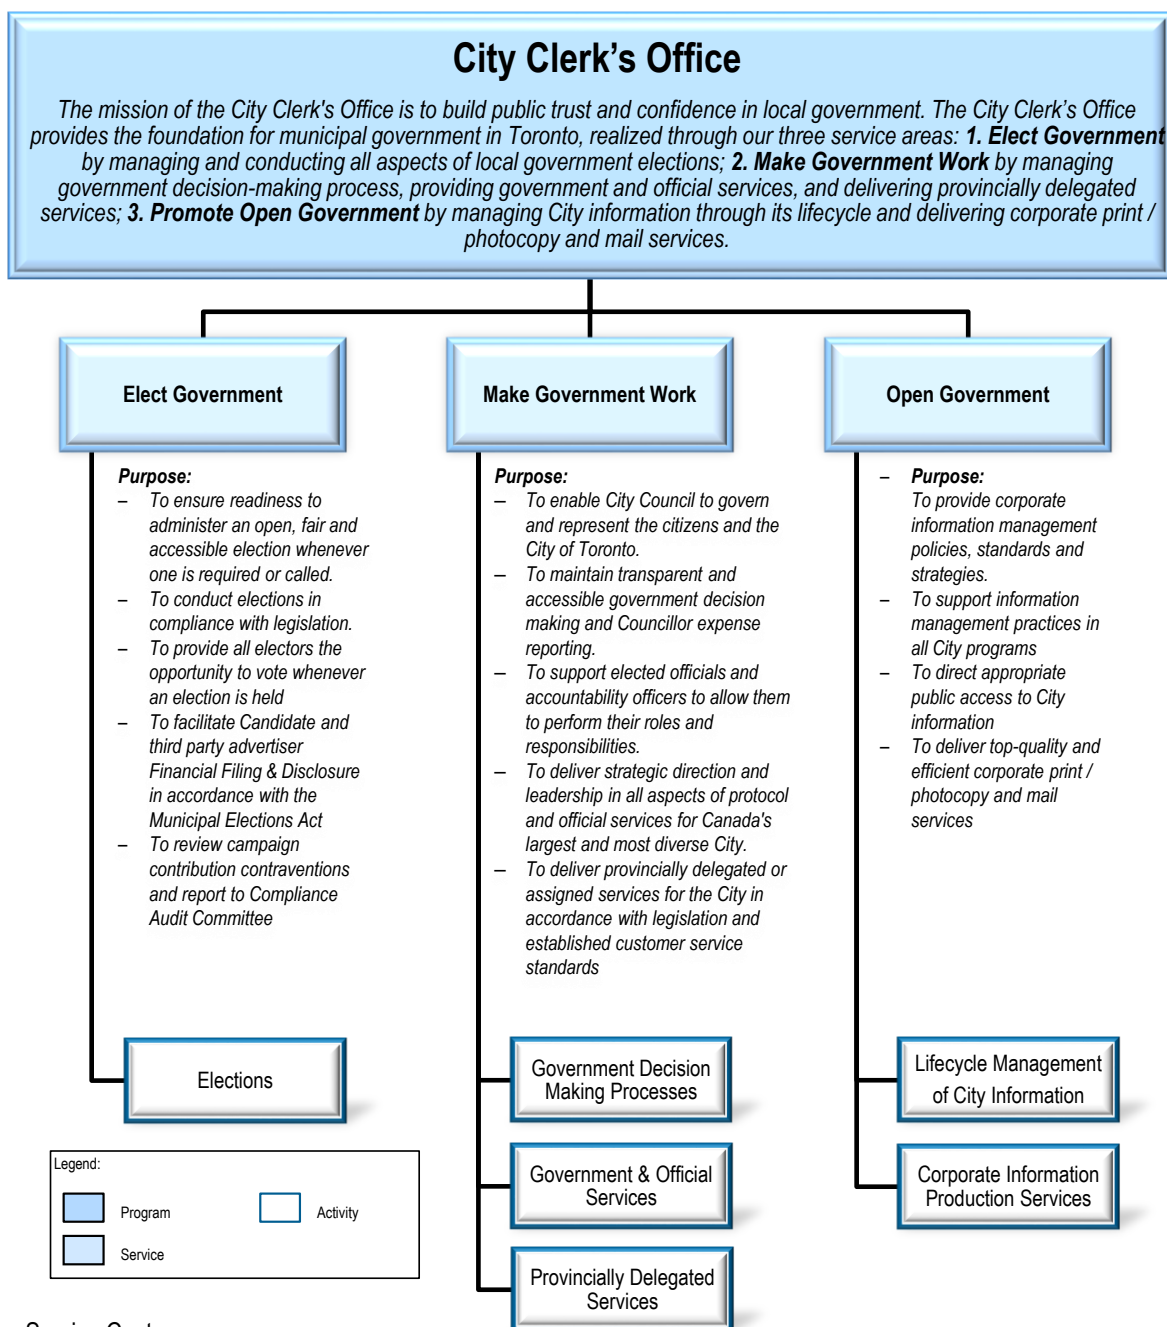 City Clerk’s Office
The mission of the City Clerk's Office is to build public trust and confidence in local government. The City Clerk’s Office
provides the foundation for municipal government in Toronto, realized through our three service areas: 1. Elect Government
by managing and conducting all aspects of local government elections; 2. Make Government Work by managing
government decision-making process, providing government and official services, and delivering provincially delegated
services; 3. Promote Open Government by managing City information through its lifecycle and delivering corporate print /
photocopy and mail services.
Elect Government
Purpose:
– To ensure readiness to
administer an open, fair and
accessible election whenever
one is required or called.
– To conduct elections in
compliance with legislation.
– To provide all electors the
opportunity to vote whenever
an election is held
– To facilitate Candidate and
third party advertiser
Financial Filing & Disclosure
in accordance with the
Municipal Elections Act
– To review campaign
contribution contraventions
and report to Compliance
Audit Committee
Elections
Make Government Work
Purpose:
– To enable City Council to govern
and represent the citizens and the
City of Toronto.
– To maintain transparent and
accessible government decision
making and Councillor expense
reporting.
– To support elected officials and
accountability officers to allow them
to perform their roles and
responsibilities.
– To deliver strategic direction and
leadership in all aspects of protocol
and official services for Canada's
largest and most diverse City.
– To deliver provincially delegated or
assigned services for the City in
accordance with legislation and
established customer service
standards
Government Decision
Making Processes
Government & Official
Services
Provincially Delegated
Services
Open Government
– Purpose:
To provide corporate
information management
policies, standards and
strategies.
– To support information
management practices in
all City programs
– To direct appropriate
public access to City
information
– To deliver top-quality and
efficient corporate print /
photocopy and mail
services
Lifecycle Management
of City Information
Corporate Information
Production Services
Legend:
Program
Activity
Service